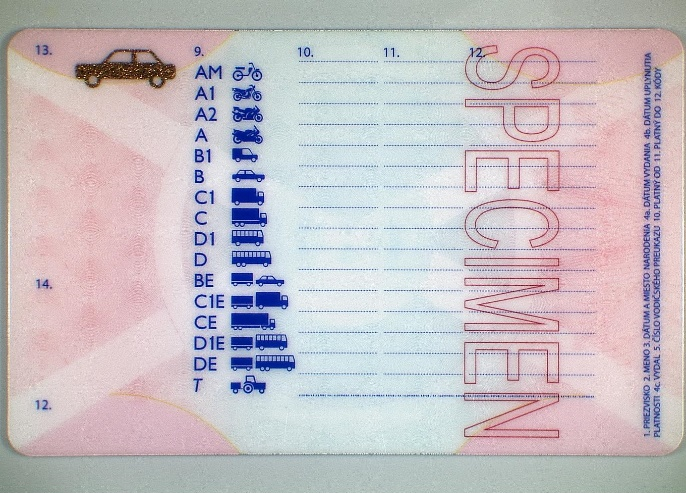 13.
9.
10.
11.
12.
AM
A1
A2
A
B1
B
C1
C
D1
D
BE
C1E
CE
D1E
DE
T
14.
12.
SPECIMEN
1. PRIEZVISKO 2. MENO 3. DÁTUM A MIESTO NARODENIA 4a. DÁTUM VYDANIA 4b. DÁTUM UPLYNUTIA
PLATNOSTI 4c. VYDAL 5. ČÍSLO VODIČSKÉHO PREUKAZU 10. PLATNÝ OD 11. PLATNÝ DO 12. KÓDY